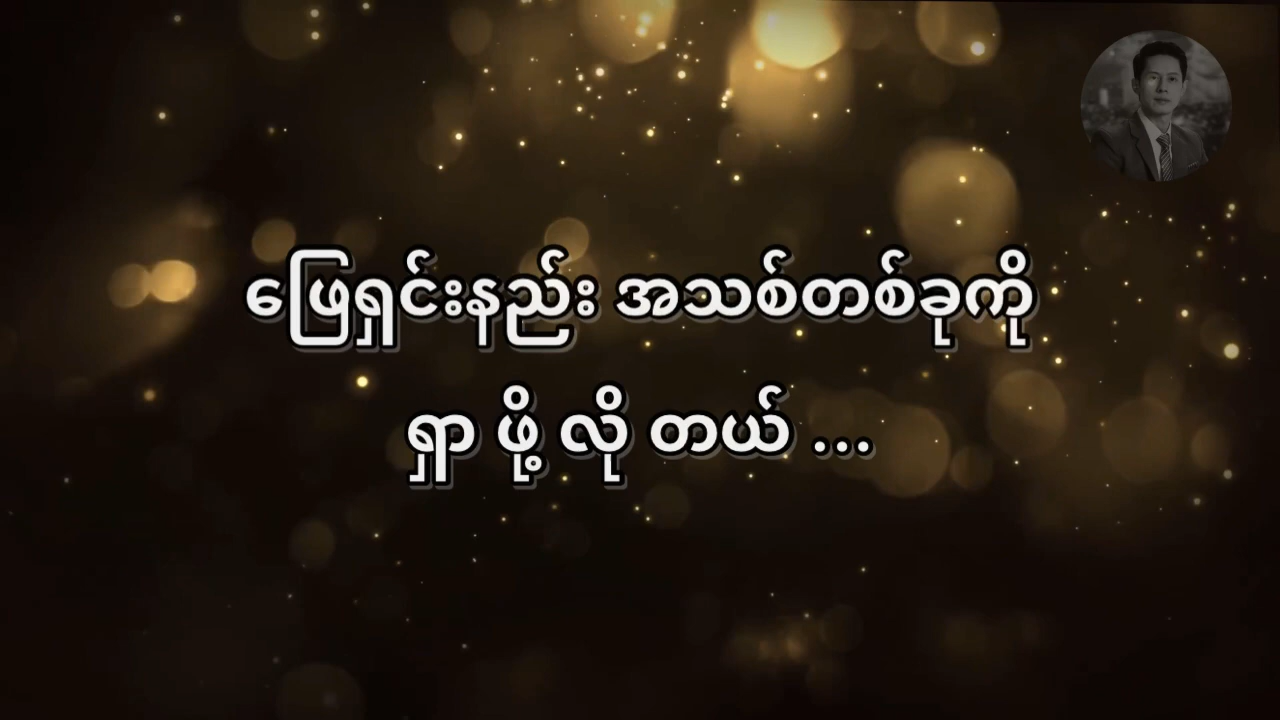 ဖြေရှင်းနည်း အသစ်တစ်ခုကို
ရှာ ဖို့ လို တယ် ...